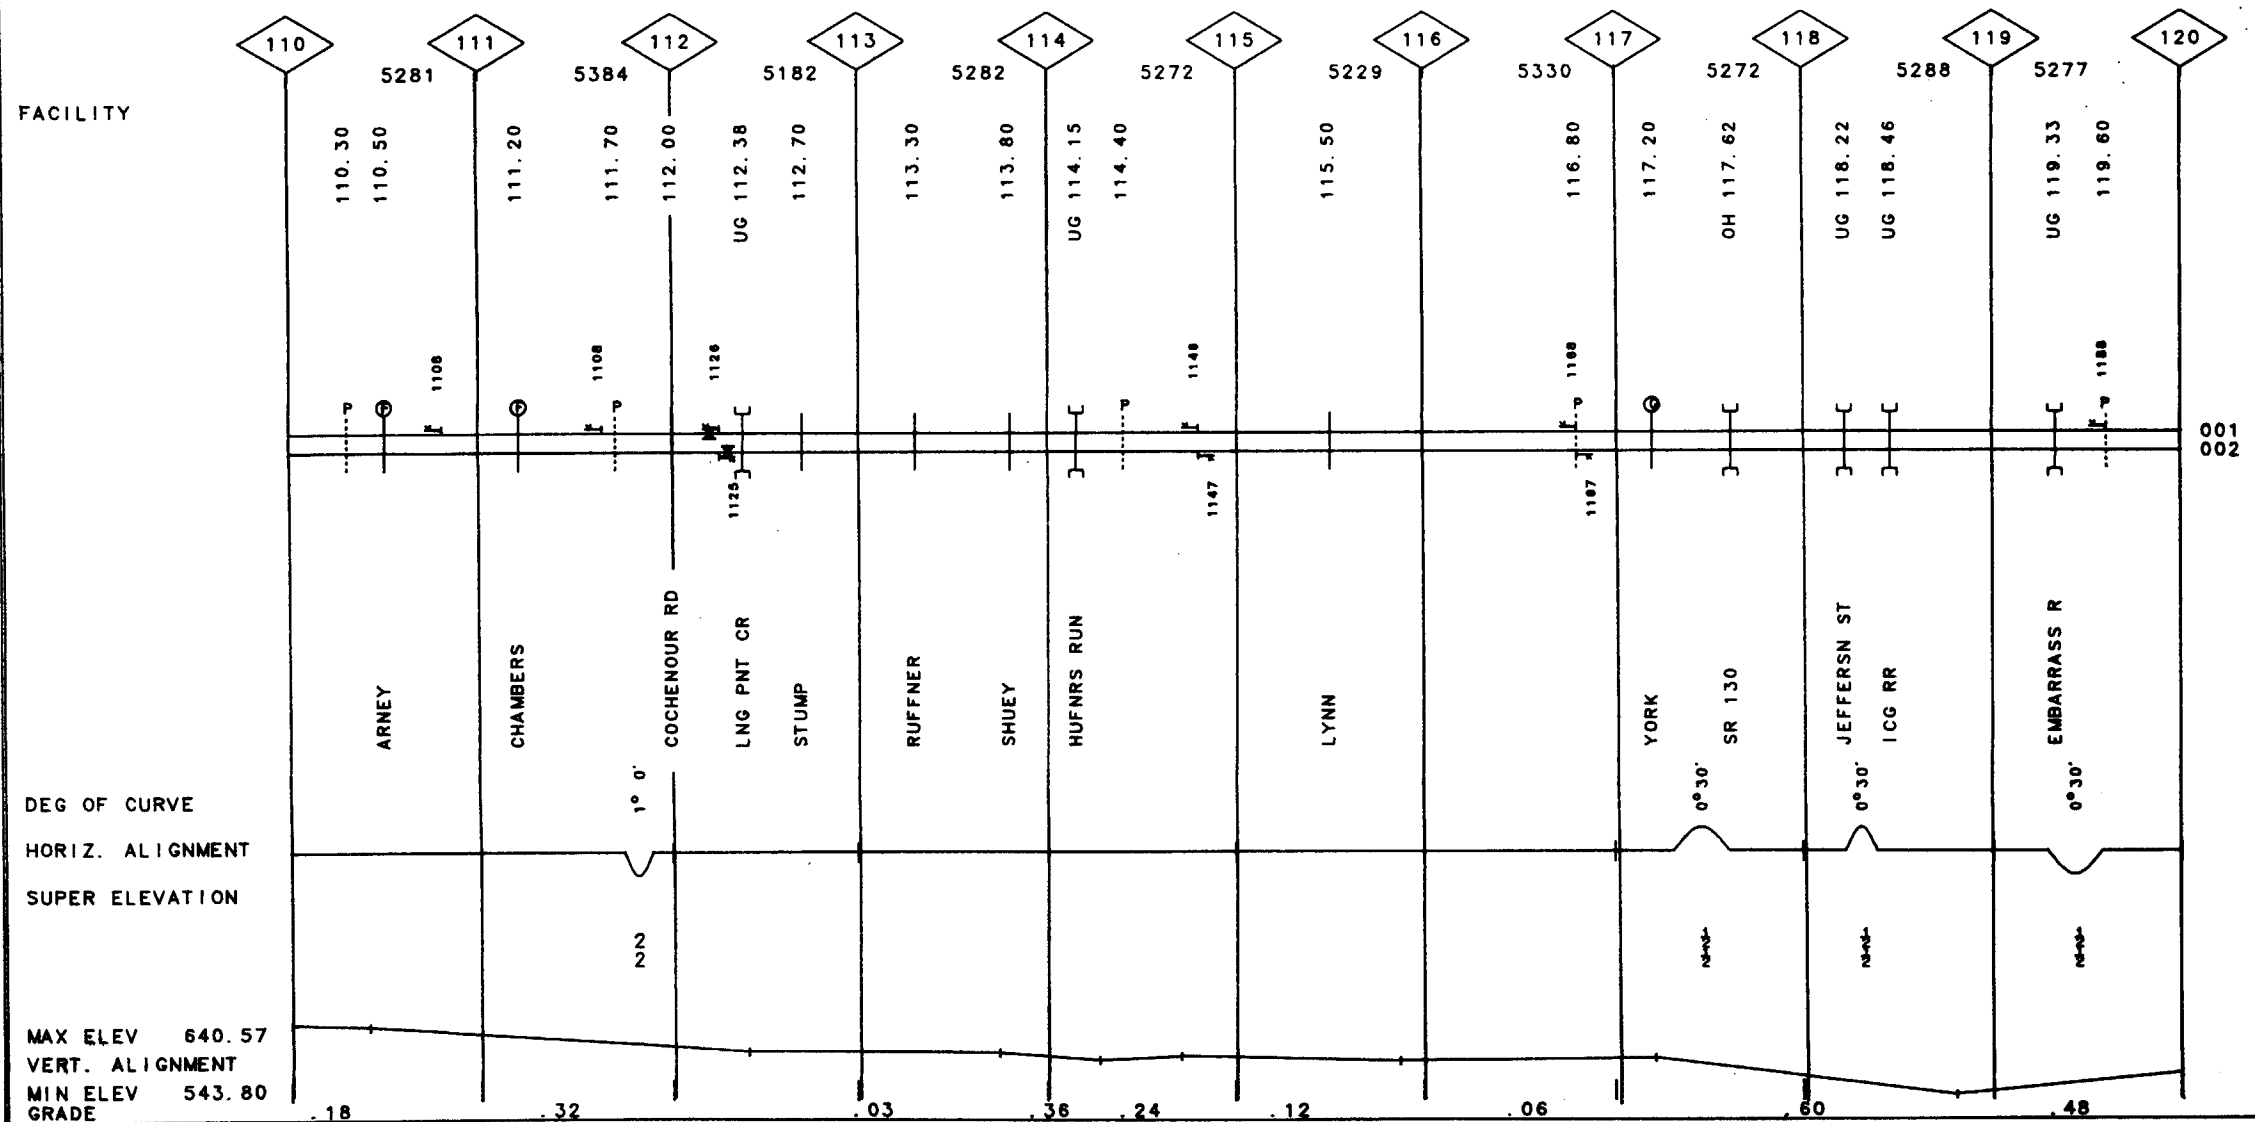 110 111 112 113 114 115 116 117 118 119 120
5281 5384 5182 5282 5272 5229 5330 5272 5288 5277
FACILITY
110.30 110.50 111.20 111.70 112.00 UG 112.38 112.70 113.30 113.80 UG 114.15 114.40 115.50 116.80 117.20 OH 117.62 UG 118.22 UG 118.46 UG 119.33 119.60
1106 1108 1126 1146 1168 1188
P F F P P P G P
001
002
1125 1147 1167
ARNEY CHAMBERS COCHENOUR RD LNG PNT CR STUMP RUFFNER SHUEY HUFNRS RUN LYNN YORK SR 130 JEFFERSN ST ICG RR EMBARRASS R
DEG OF CURVE 1° 0' 0°30' 0°30' 0°30'
HORIZ. ALIGNMENT
SUPER ELEVATION
2
2
MAX ELEV 640.57
VERT. ALIGNMENT
MIN ELEV 543.80
GRADE .18 .32 .03 .36 .24 .12 .06 .60 .48